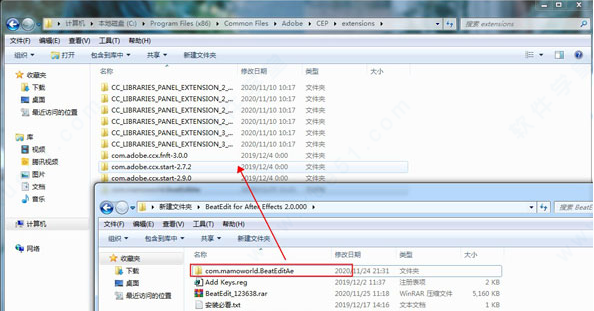 计算机 ▸ 本地磁盘 (C:) ▸ Program Files (x86) ▸ Common Files ▸ Adobe ▸ CEP ▸ extensions ▸
搜索 extensions
文件(F) 编辑(E) 查看(V) 工具(T) 帮助(H)
组织 打开 包含到库中 共享 新建文件夹
收藏夹
下载
桌面
最近访问的位置
库
视频
腾讯视频
图片
文档
音乐
计算机
网络
名称 修改日期 类型 大小
CC_LIBRARIES_PANEL_EXTENSION_2_... 2020/11/10 10:17 文件夹
CC_LIBRARIES_PANEL_EXTENSION_2_... 2020/11/10 10:17 文件夹
CC_LIBRARIES_PANEL_EXTENSION_2_... 2020/11/10 10:17 文件夹
CC_LIBRARIES_PANEL_EXTENSION_2_... 2020/11/10 10:17 文件夹
CC_LIBRARIES_PANEL_EXTENSION_3_... 2020/11/10 10:17 文件夹
com.adobe.ccx.fnft-3.0.0 2019/12/4 0:00 文件夹
com.adobe.ccx.start-2.7.2 2019/12/4 0:00 文件夹
com.adobe.ccx.start-2.9.0 2019/12/4 0:00 文件夹
新建文件夹 ▸ BeatEdit for After Effects 2.0.000 ▸
搜索 BeatE
文件(F) 编辑(E) 查看(V) 工具(T) 帮助(H)
组织 包含到库中 共享 新建文件夹
收藏夹
下载
桌面
最近访问的位置
名称 修改日期 类型 大小
com.mamoworld.BeatEditAe 2020/11/24 21:31 文件夹
Add Keys.reg 2019/12/2 11:37 注册表项 2 KB
BeatEdit_123638.rar 2020/11/25 11:18 WinRAR 压缩文件 5,160 KB
安装必看.txt 2019/12/17 14:16 文本文档 1 KB